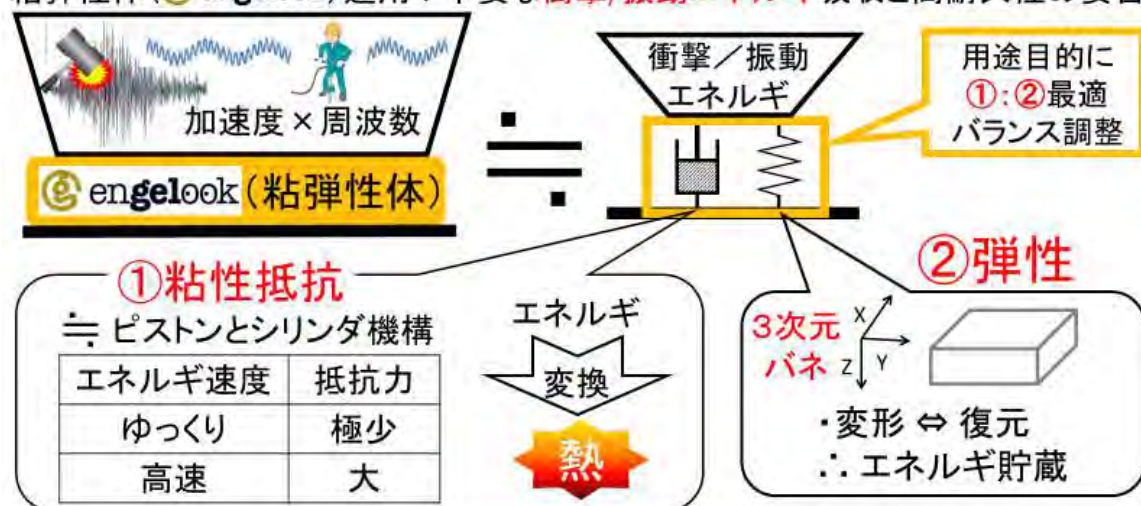 加速度×周波数
engelook(粘弾性体)
≒
衝撃/振動
エネルギ
用途目的に
①:②最適
バランス調整
①粘性抵抗
≒ ピストンとシリンダ機構
エネルギ速度 抵抗力
ゆっくり 極少
高速 大
エネルギ
変換
熱
②弾性
3次元
バネ
X
Y
Z
・変形 ⇔ 復元
∴ エネルギ貯蔵